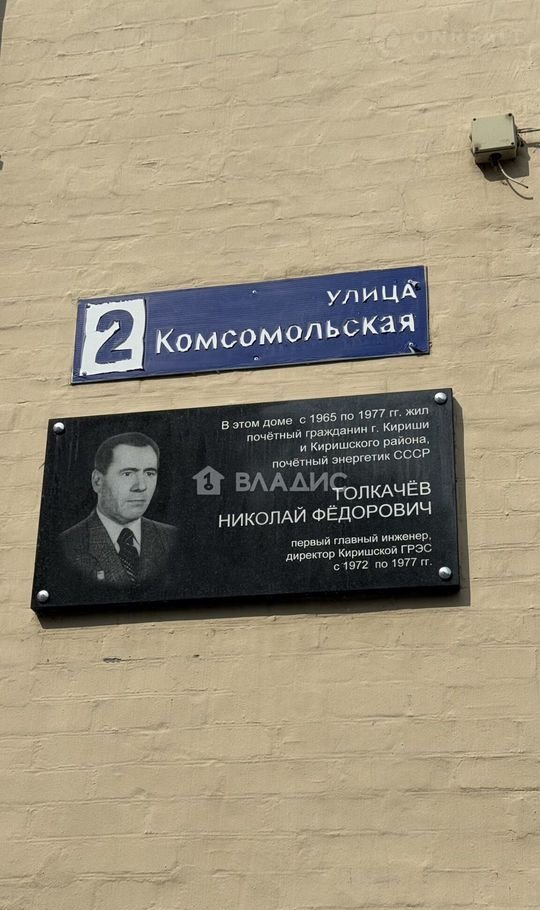 УЛИЦА
2 Комсомольская
В этом доме с 1965 по 1977 гг. жил
почётный гражданин г. Кириши
и Киришского района,
почётный энергетик СССР
ВЛАДИС
ТОЛКАЧЁВ
НИКОЛАЙ ФЁДОРОВИЧ
первый главный инженер,
директор Киришской ГРЭС
с 1972 по 1977 гг.